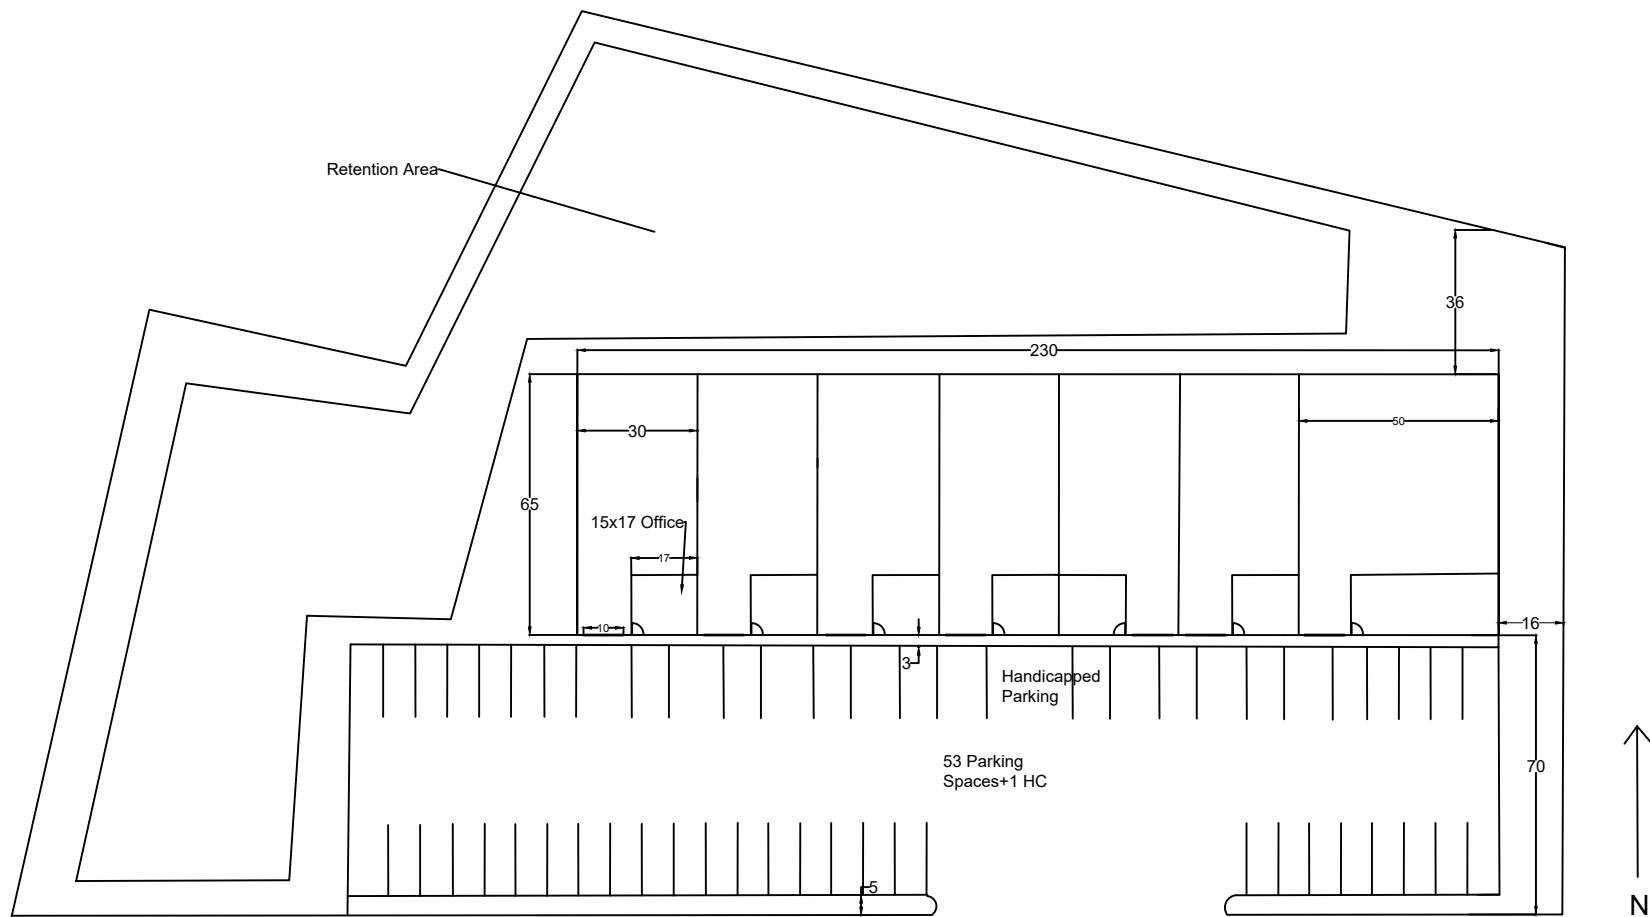 Retention Area
36
230
30
50
65
15x17 Office
17
10
16
3
Handicapped
Parking
53 Parking
Spaces+1 HC
70
5
N